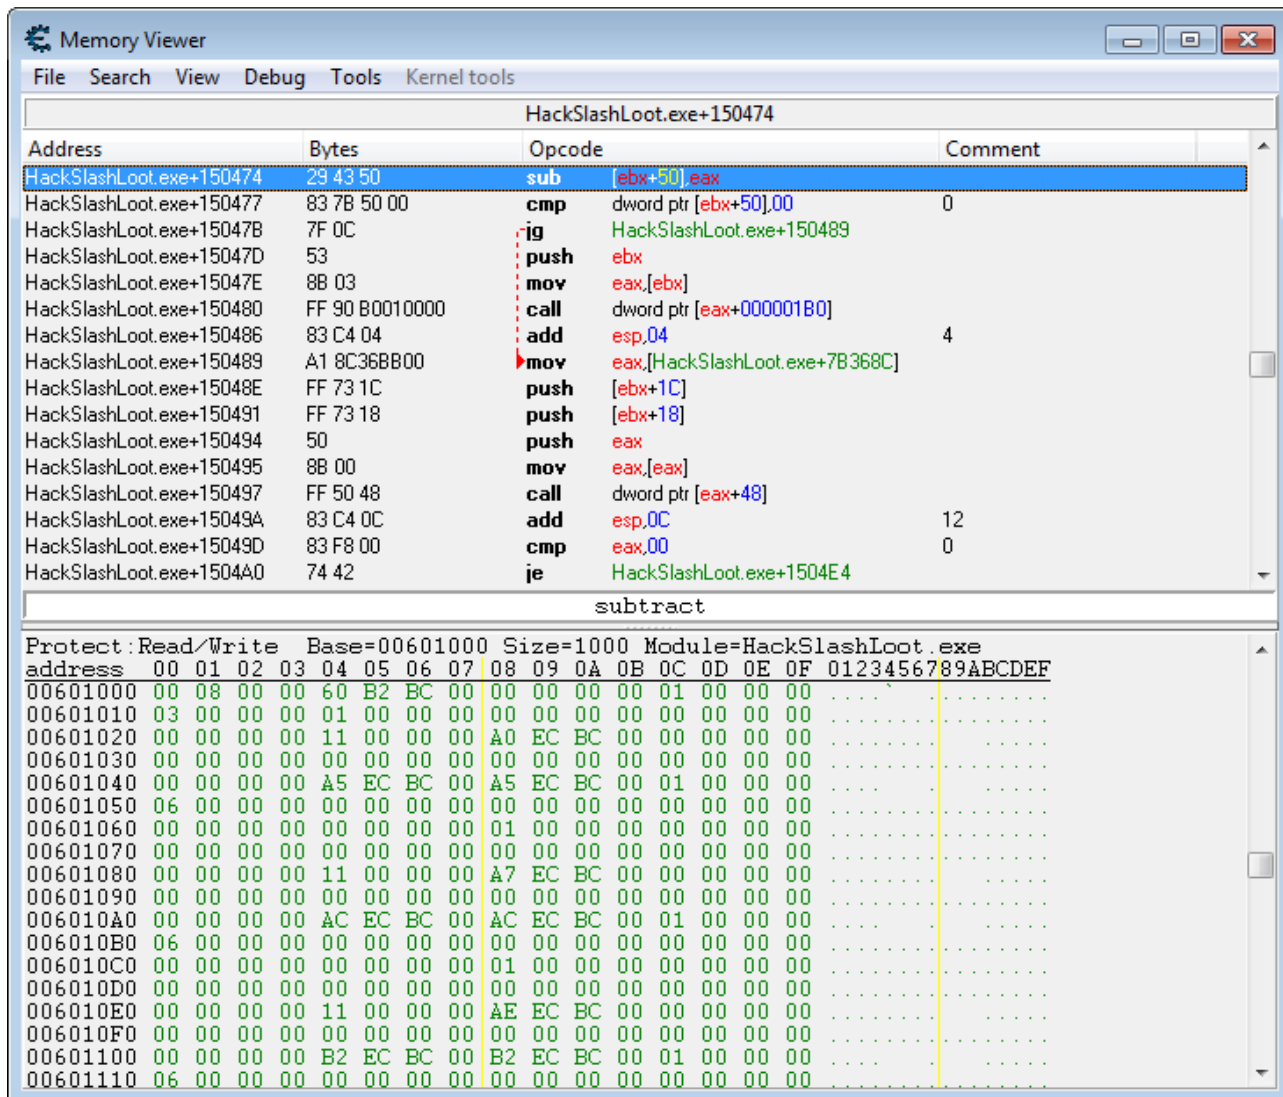 Memory Viewer
File Search View Debug Tools Kernel tools
HackSlashLoot.exe+150474
Address Bytes Opcode Comment
HackSlashLoot.exe+150474 29 43 50 sub [ebx+50],eax
HackSlashLoot.exe+150477 83 7B 50 00 cmp dword ptr [ebx+50],00 0
HackSlashLoot.exe+15047B 7F 0C jg HackSlashLoot.exe+150489
HackSlashLoot.exe+15047D 53 push ebx
HackSlashLoot.exe+15047E 8B 03 mov eax,[ebx]
HackSlashLoot.exe+150480 FF 90 B0010000 call dword ptr [eax+000001B0]
HackSlashLoot.exe+150486 83 C4 04 add esp,04 4
HackSlashLoot.exe+150489 A1 8C36BB00 mov eax,[HackSlashLoot.exe+7B368C]
HackSlashLoot.exe+15048E FF 73 1C push [ebx+1C]
HackSlashLoot.exe+150491 FF 73 18 push [ebx+18]
HackSlashLoot.exe+150494 50 push eax
HackSlashLoot.exe+150495 8B 00 mov eax,[eax]
HackSlashLoot.exe+150497 FF 50 48 call dword ptr [eax+48]
HackSlashLoot.exe+15049A 83 C4 0C add esp,0C 12
HackSlashLoot.exe+15049D 83 F8 00 cmp eax,00 0
HackSlashLoot.exe+1504A0 74 42 je HackSlashLoot.exe+1504E4
subtract
Protect:Read/Write Base=00601000 Size=1000 Module=HackSlashLoot.exe
address 00 01 02 03 04 05 06 07 08 09 0A 0B 0C 0D 0E 0F 0123456789ABCDEF
00601000 00 08 00 00 60 B2 BC 00 00 00 00 00 01 00 00 00 ....`...........
00601010 03 00 00 00 01 00 00 00 00 00 00 00 00 00 00 00 ................
00601020 00 00 00 00 11 00 00 00 A0 EC BC 00 00 00 00 00 ........ .....
00601030 00 00 00 00 00 00 00 00 00 00 00 00 00 00 00 00 ................
00601040 00 00 00 00 A5 EC BC 00 A5 EC BC 00 01 00 00 00 .... . .....
00601050 06 00 00 00 00 00 00 00 00 00 00 00 00 00 00 00 ................
00601060 00 00 00 00 00 00 00 00 01 00 00 00 00 00 00 00 ................
00601070 00 00 00 00 00 00 00 00 00 00 00 00 00 00 00 00 ................
00601080 00 00 00 00 11 00 00 00 A7 EC BC 00 00 00 00 00 ........ .....
00601090 00 00 00 00 00 00 00 00 00 00 00 00 00 00 00 00 ................
006010A0 00 00 00 00 AC EC BC 00 AC EC BC 00 01 00 00 00 .... . .....
006010B0 06 00 00 00 00 00 00 00 00 00 00 00 00 00 00 00 ................
006010C0 00 00 00 00 00 00 00 00 01 00 00 00 00 00 00 00 ................
006010D0 00 00 00 00 00 00 00 00 00 00 00 00 00 00 00 00 ................
006010E0 00 00 00 00 11 00 00 00 AE EC BC 00 00 00 00 00 ........ .....
006010F0 00 00 00 00 00 00 00 00 00 00 00 00 00 00 00 00 ................
00601100 00 00 00 00 B2 EC BC 00 B2 EC BC 00 01 00 00 00 .... . .....
00601110 06 00 00 00 00 00 00 00 00 00 00 00 00 00 00 00 ................